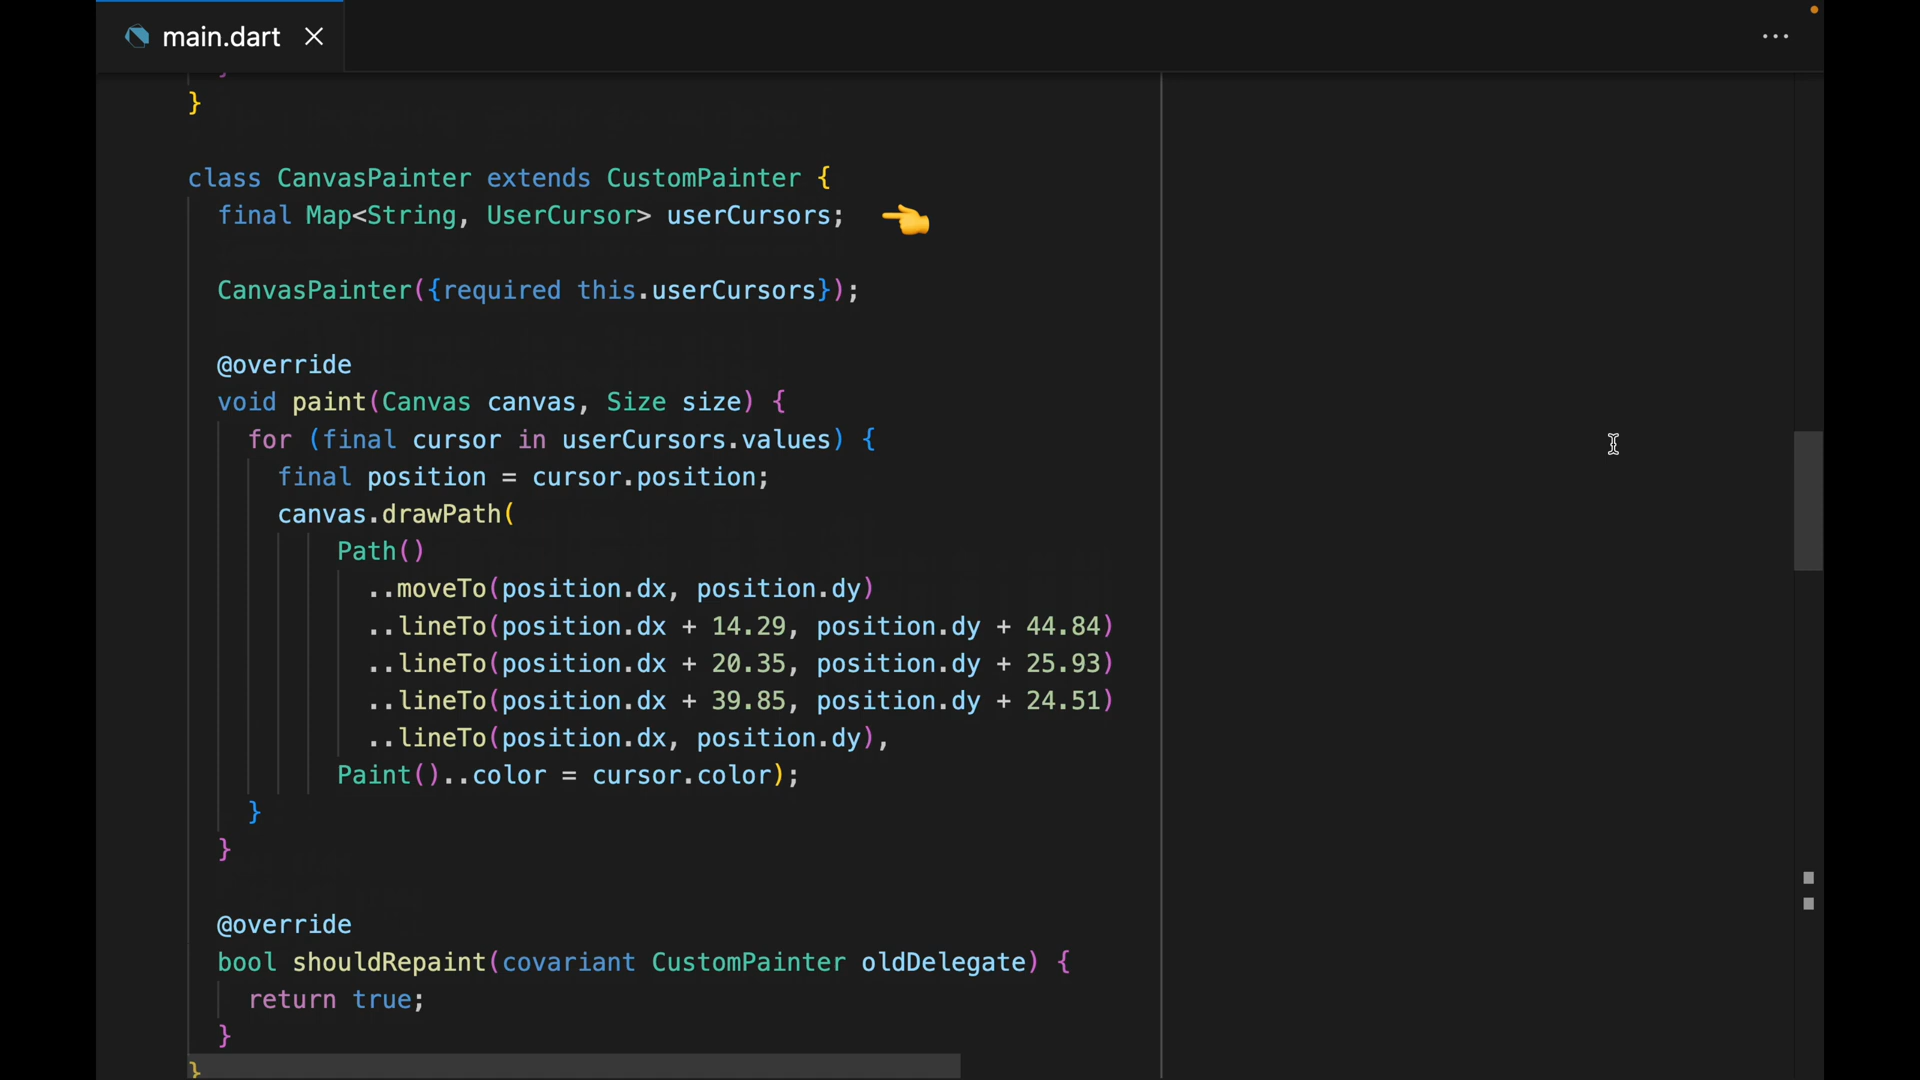 main.dart
}
class CanvasPainter extends CustomPainter {
final Map<String, UserCursor> userCursors;
CanvasPainter({required this.userCursors});
@override
void paint(Canvas canvas, Size size) {
for (final cursor in userCursors.values) {
final position = cursor.position;
canvas.drawPath(
Path()
..moveTo(position.dx, position.dy)
..lineTo(position.dx + 14.29, position.dy + 44.84)
..lineTo(position.dx + 20.35, position.dy + 25.93)
..lineTo(position.dx + 39.85, position.dy + 24.51)
..lineTo(position.dx, position.dy),
Paint()..color = cursor.color);
}
}
@override
bool shouldRepaint(covariant CustomPainter oldDelegate) {
return true;
}
}